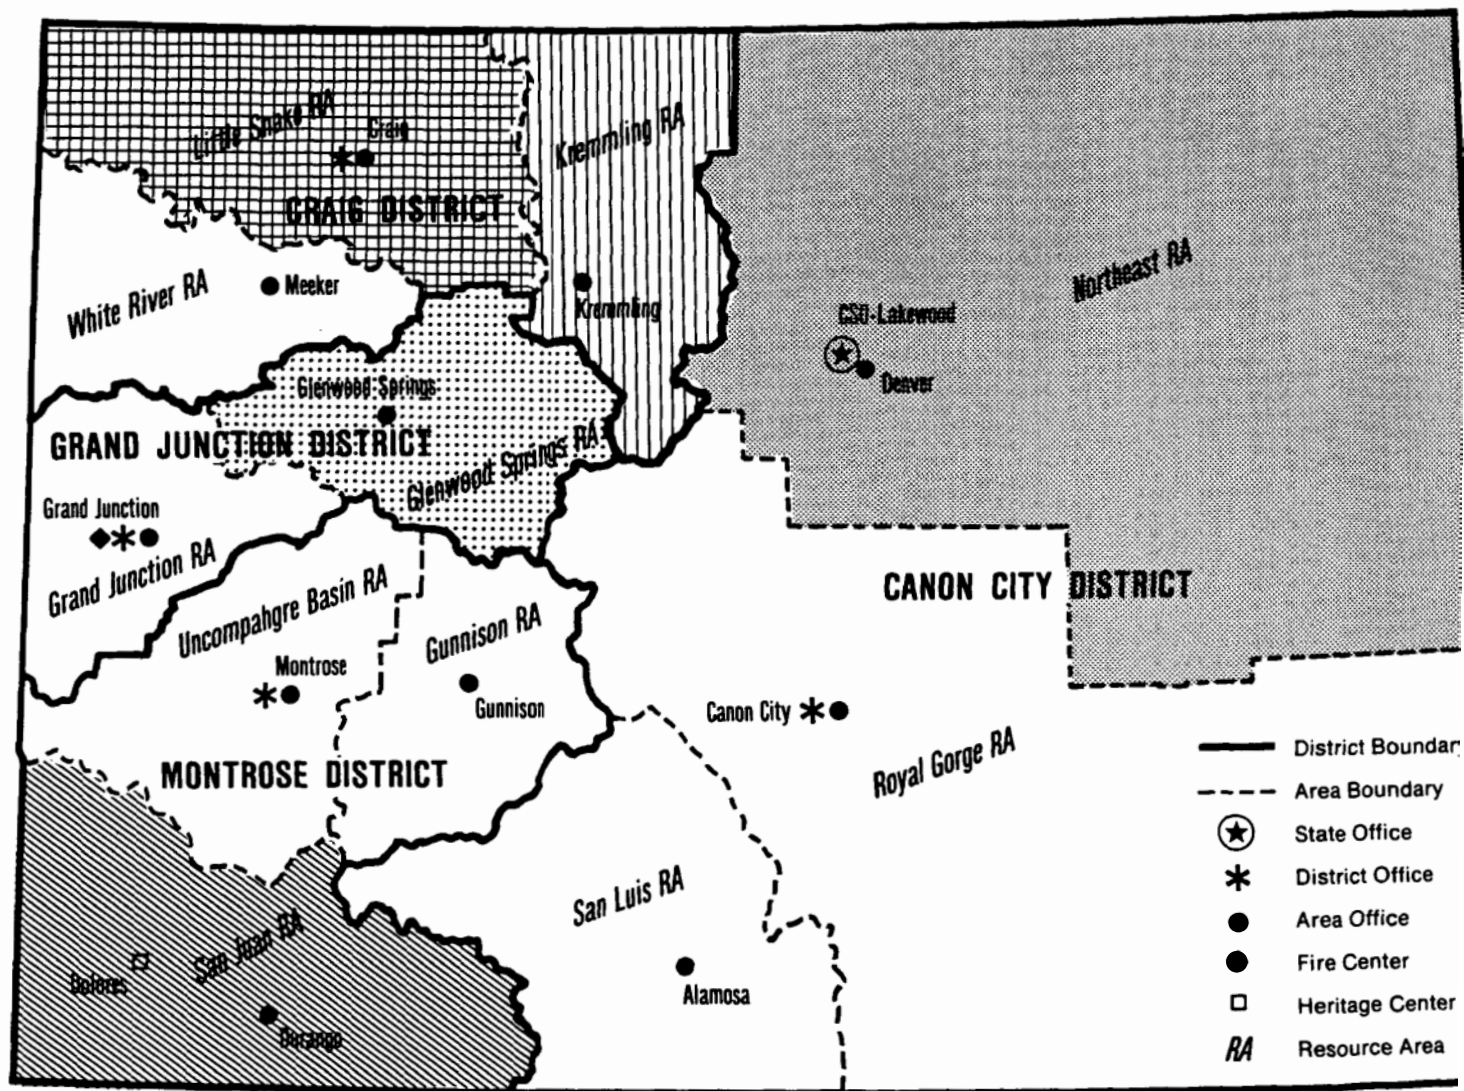 Little Snake RA
Craig
Kremmling RA
CRAIG DISTRICT
White River RA
Meeker
Kremmling
Northeast RA
CSO-Lakewood
Denver
Glenwood Springs
GRAND JUNCTION DISTRICT
Glenwood Springs RA
Grand Junction
Grand Junction RA
Uncompahgre Basin RA
Gunnison RA
CANON CITY DISTRICT
Montrose
Gunnison
Canon City
MONTROSE DISTRICT
Royal Gorge RA
San Luis RA
San Juan RA
Dolores
Durango
Alamosa
District Boundary
Area Boundary
State Office
District Office
Area Office
Fire Center
Heritage Center
RA Resource Area